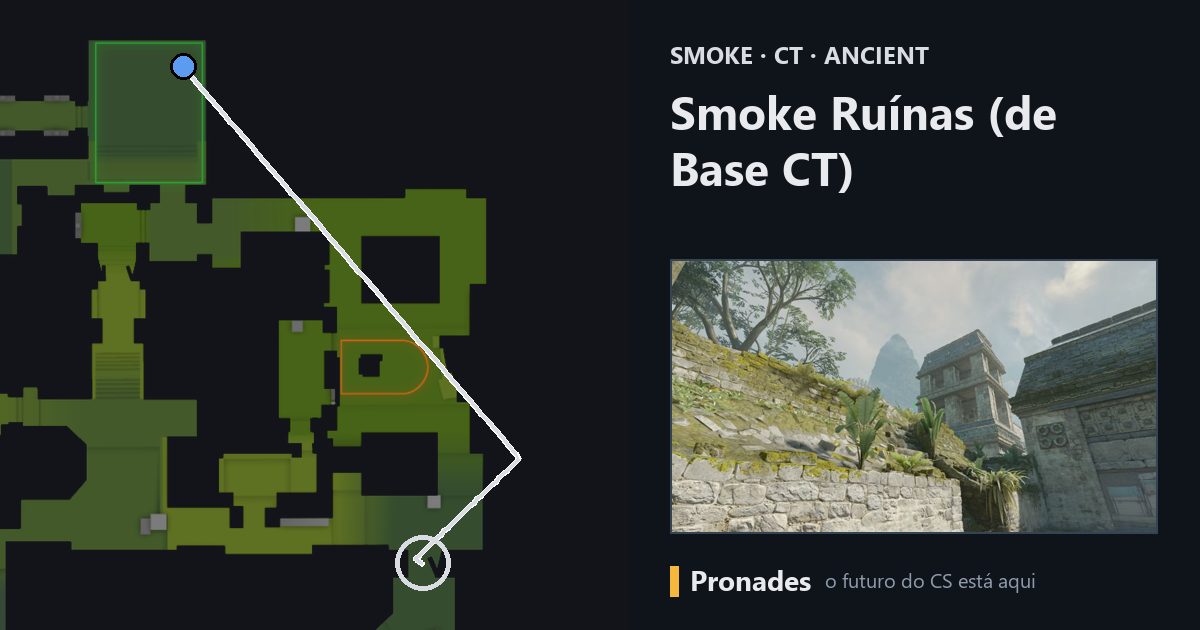 SMOKE · CT · ANCIENT
Smoke Ruínas (de
Base CT)
Pronades o futuro do CS está aqui